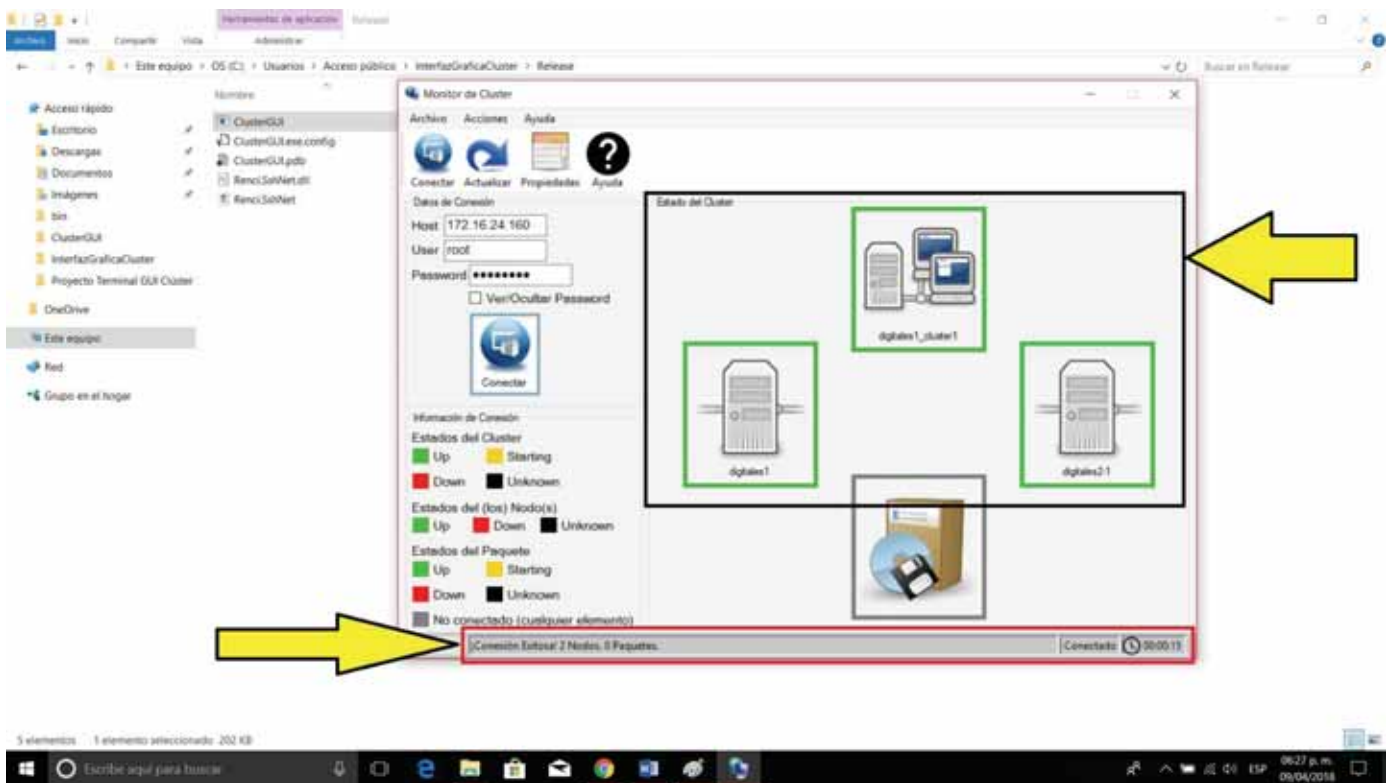 Herramientas de aplicación Release
Archivo Inicio Compartir Vista Administrar
Este equipo › OS (C:) › Usuarios › Acceso público › InterfazGraficaCluster › Release
Buscar en Release
Acceso rápido
Escritorio
Descargas
Documentos
Imágenes
bin
ClusterGUI
InterfazGraficaCluster
Proyecto Terminal GUI Clúster
OneDrive
Este equipo
Red
Grupo en el hogar
Nombre
ClusterGUI
ClusterGUI.exe.config
ClusterGUI.pdb
Renci.SshNet.dll
Renci.SshNet
Monitor de Cluster
Archivo Acciones Ayuda
Conectar Actualizar Propiedades Ayuda
Datos de Conexión
Host 172.16.24.160
User root
Password ●●●●●●●●
Ver/Ocultar Password
Conectar
Información de Conexión
Estados del Cluster
Up Starting
Down Unknown
Estados del (los) Nodo(s)
Up Down Unknown
Estados del Paquete
Up Starting
Down Unknown
No conectado (cualquier elemento)
Estado del Cluster
digitales1_cluster1
digitales1
digitales2-1
¡Conexión Exitosa! 2 Nodos. 0 Paquetes.
Conectado 00:00:15
5 elementos 1 elemento seleccionado 202 KB
Escribe aquí para buscar
ESP
06:27 p. m.
09/04/2018